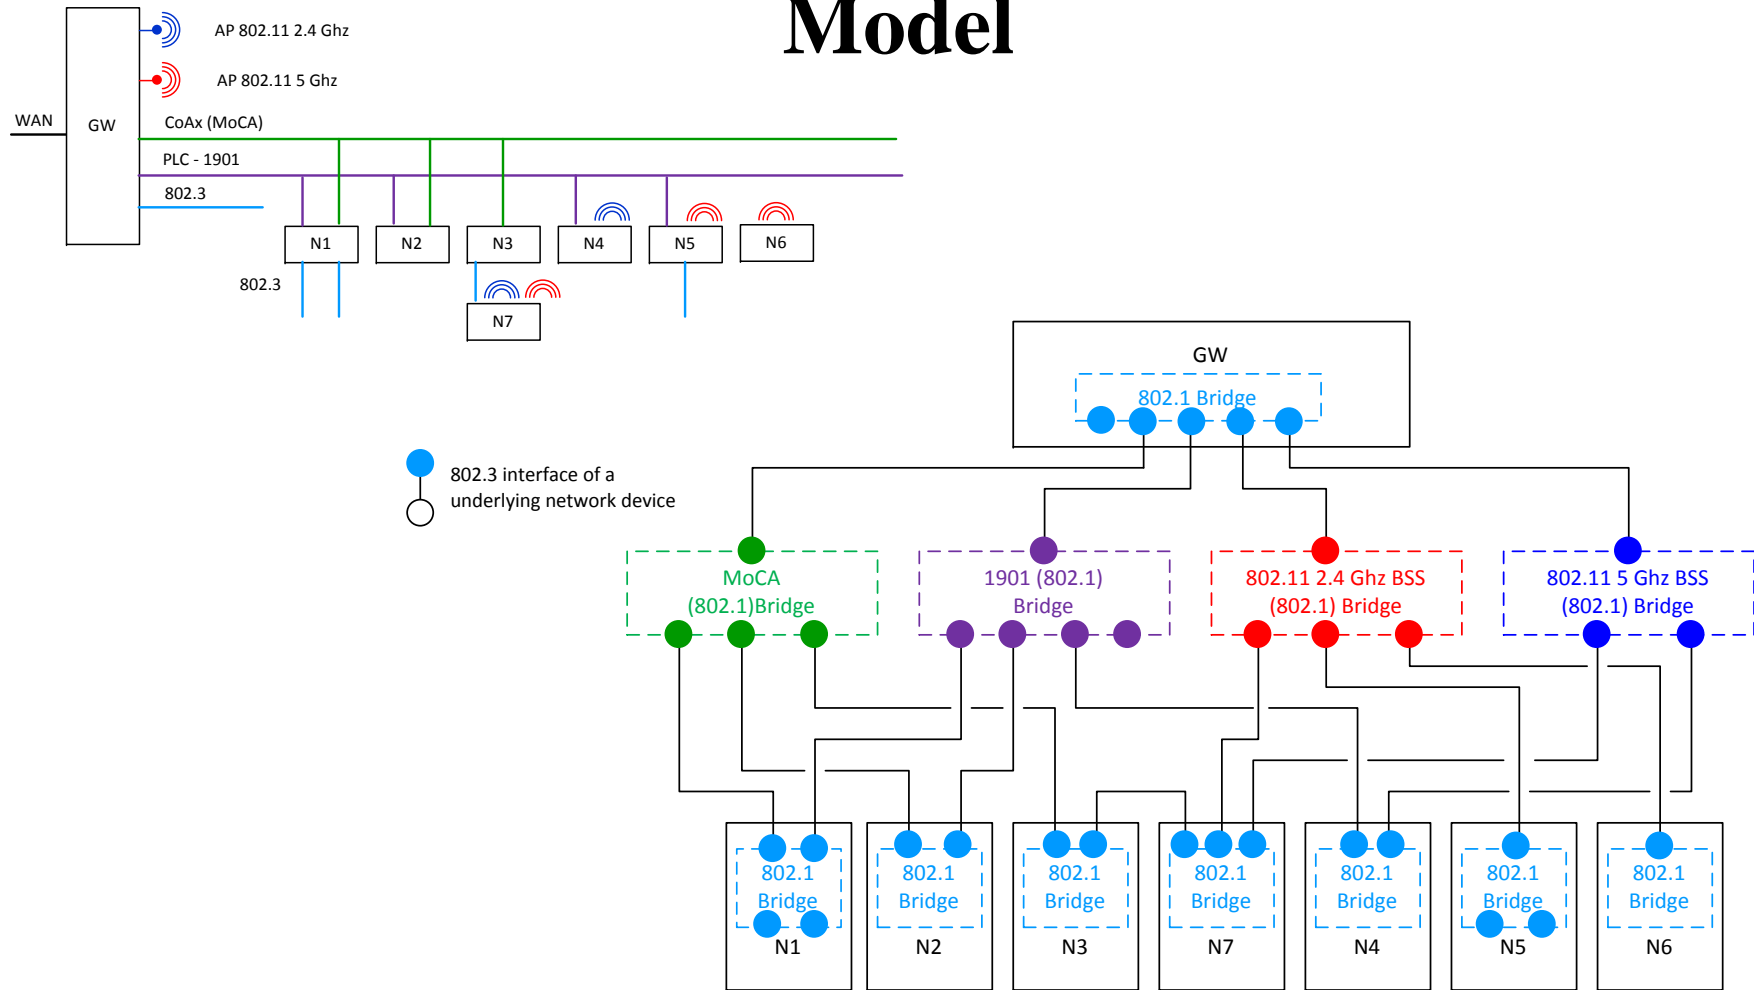 Model
AP 802.11 2.4 Ghz
AP 802.11 5 Ghz
WAN
GW
CoAx (MoCA)
PLC - 1901
802.3
N1
N2
N3
N4
N5
N6
802.3
N7
GW
802.1 Bridge
802.3 interface of a
underlying network device
MoCA
(802.1)Bridge
1901 (802.1)
Bridge
802.11 2.4 Ghz BSS
(802.1) Bridge
802.11 5 Ghz BSS
(802.1) Bridge
802.1
Bridge
N1
802.1
Bridge
N2
802.1
Bridge
N3
802.1
Bridge
N7
802.1
Bridge
N4
802.1
Bridge
N5
802.1
Bridge
N6